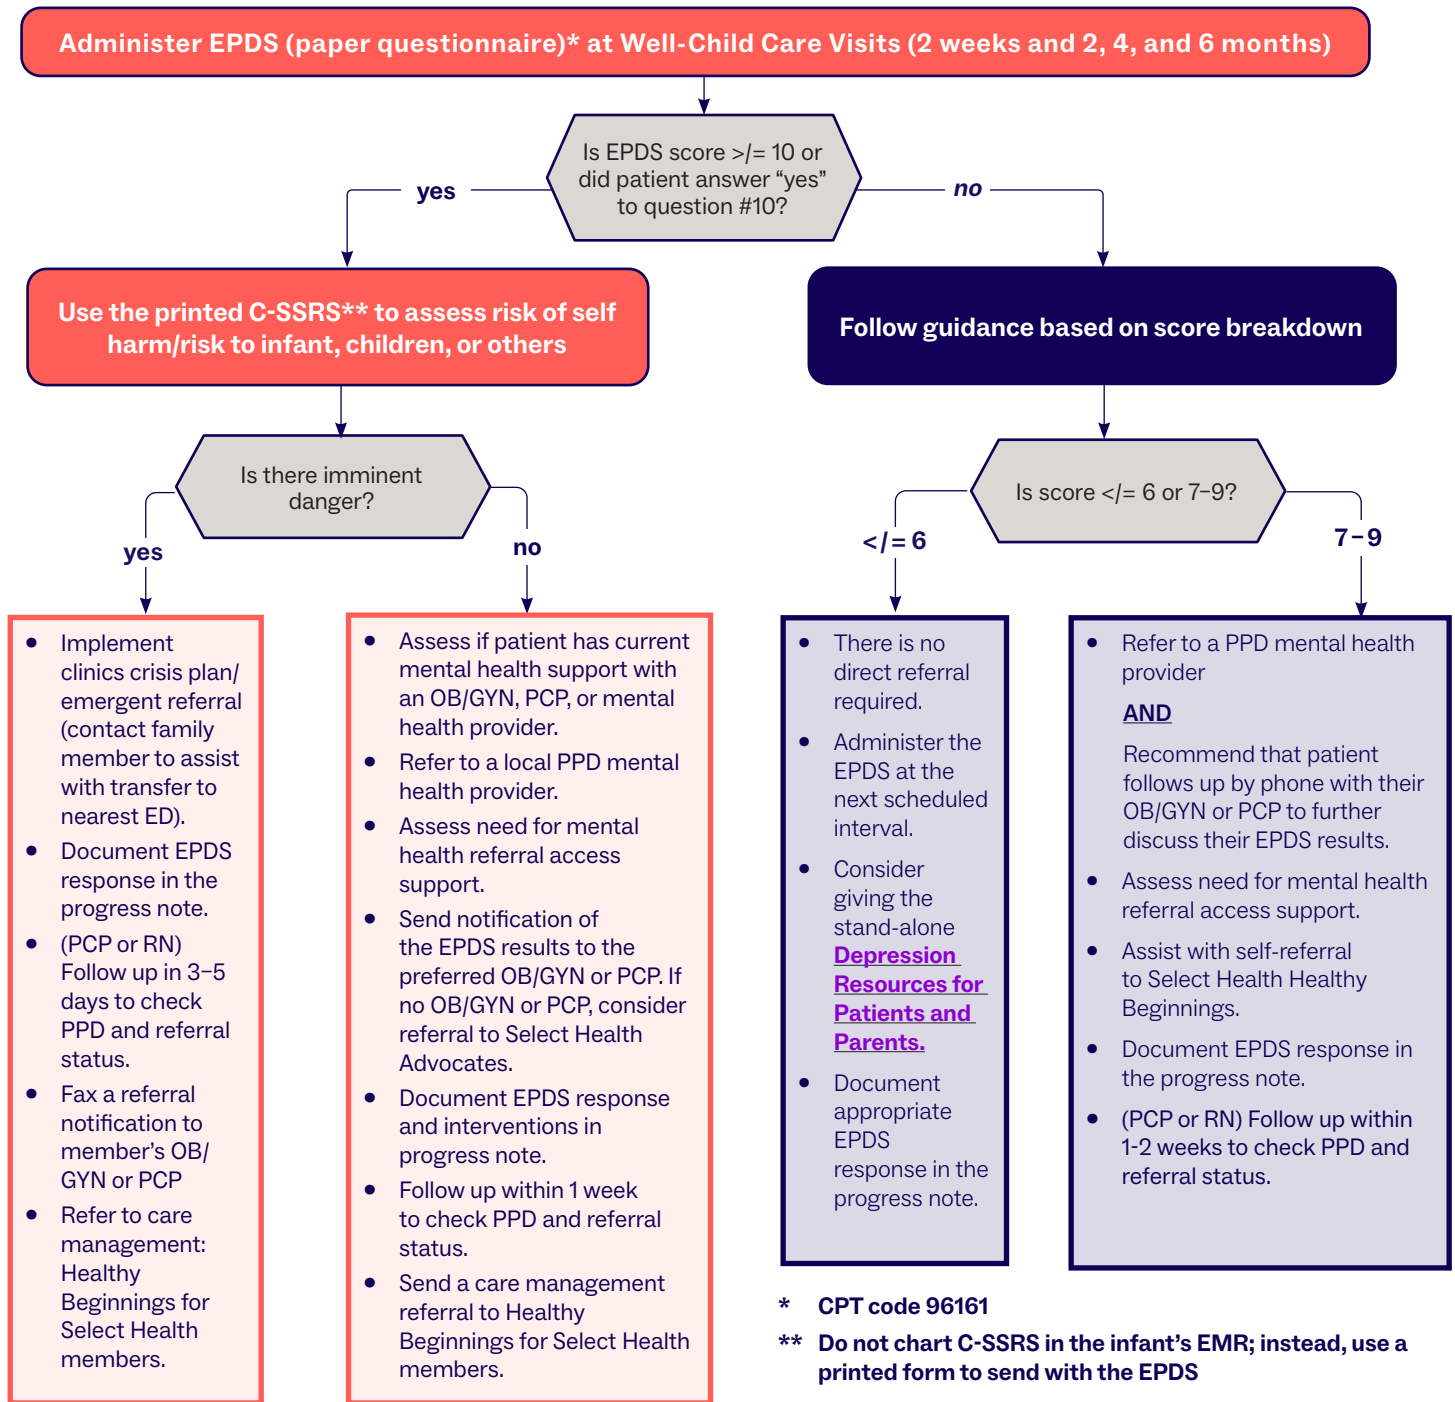 Administer EPDS (paper questionnaire)* at Well-Child Care Visits (2 weeks and 2, 4, and 6 months)
Is EPDS score >/= 10 or
did patient answer “yes”
to question #10?
yes
no
Use the printed C-SSRS** to assess risk of self
harm/risk to infant, children, or others
Follow guidance based on score breakdown
Is there imminent
danger?
Is score </= 6 or 7–9?
yes
no
</= 6
7–9
• Implement
clinics crisis plan/
emergent referral
(contact family
member to assist
with transfer to
nearest ED).
• Document EPDS
response in the
progress note.
• (PCP or RN)
Follow up in 3–5
days to check
PPD and referral
status.
• Fax a referral
notification to
member’s OB/
GYN or PCP
• Refer to care
management:
Healthy
Beginnings for
Select Health
members.
• Assess if patient has current
mental health support with
an OB/GYN, PCP, or mental
health provider.
• Refer to a local PPD mental
health provider.
• Assess need for mental
health referral access
support.
• Send notification of
the EPDS results to the
preferred OB/GYN or PCP. If
no OB/GYN or PCP, consider
referral to Select Health
Advocates.
• Document EPDS response
and interventions in
progress note.
• Follow up within 1 week
to check PPD and referral
status.
• Send a care management
referral to Healthy
Beginnings for Select Health
members.
• There is no
direct referral
required.
• Administer the
EPDS at the
next scheduled
interval.
• Consider
giving the
stand-alone
Depression
Resources for
Patients and
Parents.
• Document
appropriate
EPDS
response in the
progress note.
• Refer to a PPD mental health
provider
AND
Recommend that patient
follows up by phone with their
OB/GYN or PCP to further
discuss their EPDS results.
• Assess need for mental health
referral access support.
• Assist with self-referral
to Select Health Healthy
Beginnings.
• Document EPDS response in
the progress note.
• (PCP or RN) Follow up within
1-2 weeks to check PPD and
referral status.
* CPT code 96161
** Do not chart C-SSRS in the infant’s EMR; instead, use a
printed form to send with the EPDS